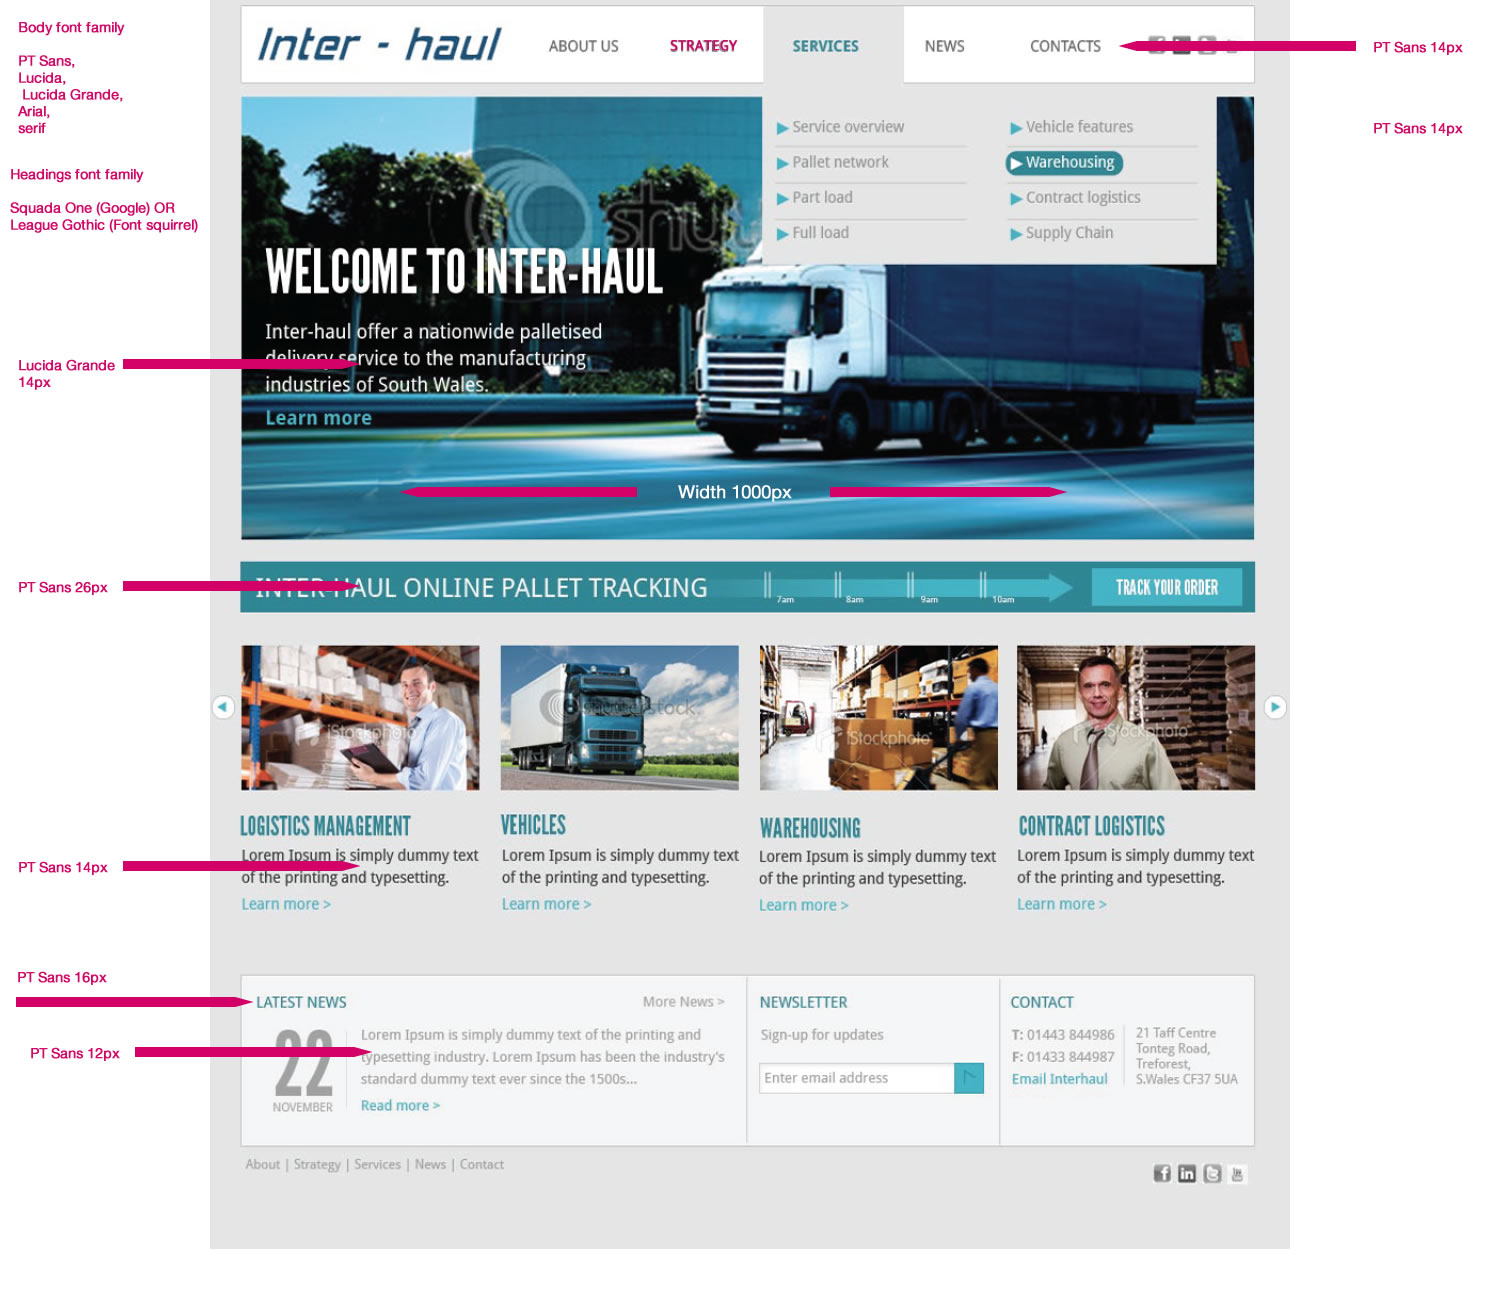 Body font family
PT Sans,
Lucida,
Lucida Grande,
Arial,
serif
Headings font family
Squada One (Google) OR
League Gothic (Font squirrel)
Inter - haul
ABOUT US
STRATEGY
SERVICES
NEWS
CONTACTS
PT Sans 14px
Service overview
Pallet network
Part load
Full load
Vehicle features
Warehousing
Contract logistics
Supply Chain
PT Sans 14px
WELCOME TO INTER-HAUL
Inter-haul offer a nationwide palletised
delivery service to the manufacturing
industries of South Wales.
Learn more
Lucida Grande
14px
Width 1000px
PT Sans 26px
INTER-HAUL ONLINE PALLET TRACKING
7am
8am
9am
10am
TRACK YOUR ORDER
iStockphoto
shutterstock
iStockphoto
iStockphoto
LOGISTICS MANAGEMENT
Lorem Ipsum is simply dummy text
of the printing and typesetting.
Learn more >
VEHICLES
Lorem Ipsum is simply dummy text
of the printing and typesetting.
Learn more >
WAREHOUSING
Lorem Ipsum is simply dummy text
of the printing and typesetting.
Learn more >
CONTRACT LOGISTICS
Lorem Ipsum is simply dummy text
of the printing and typesetting.
Learn more >
PT Sans 14px
PT Sans 16px
LATEST NEWS
More News >
22
NOVEMBER
Lorem Ipsum is simply dummy text of the printing and
typesetting industry. Lorem Ipsum has been the industry's
standard dummy text ever since the 1500s...
Read more >
PT Sans 12px
NEWSLETTER
Sign-up for updates
Enter email address
CONTACT
T: 01443 844986
F: 01433 844987
Email Interhaul
21 Taff Centre
Tonteg Road,
Treforest,
S.Wales CF37 5UA
About | Strategy | Services | News | Contact